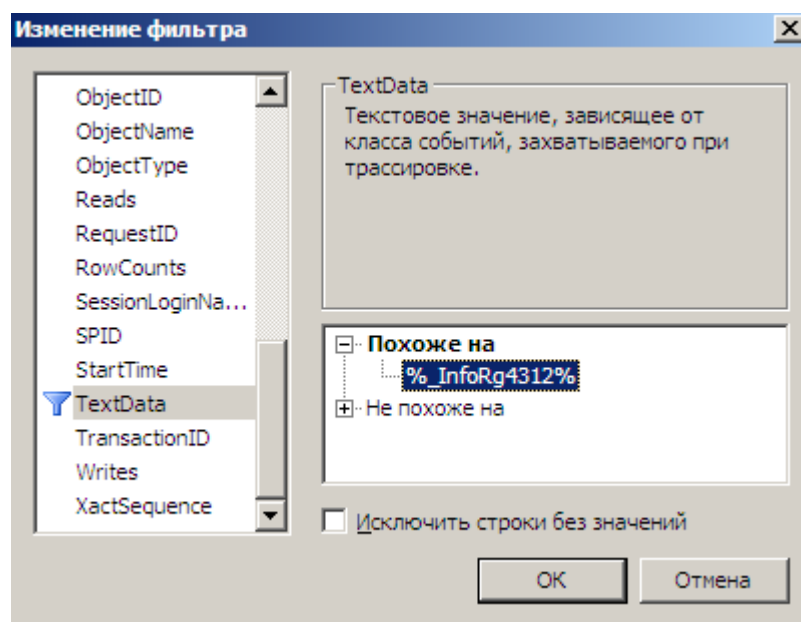 Изменение фильтра
ObjectID
ObjectName
ObjectType
Reads
RequestID
RowCounts
SessionLoginNa...
SPID
StartTime
TextData
TransactionID
Writes
XactSequence
TextData
Текстовое значение, зависящее от
класса событий, захватываемого при
трассировке.
Похоже на
%_InfoRg4312%
Не похоже на
Исключить строки без значений
ОК
Отмена